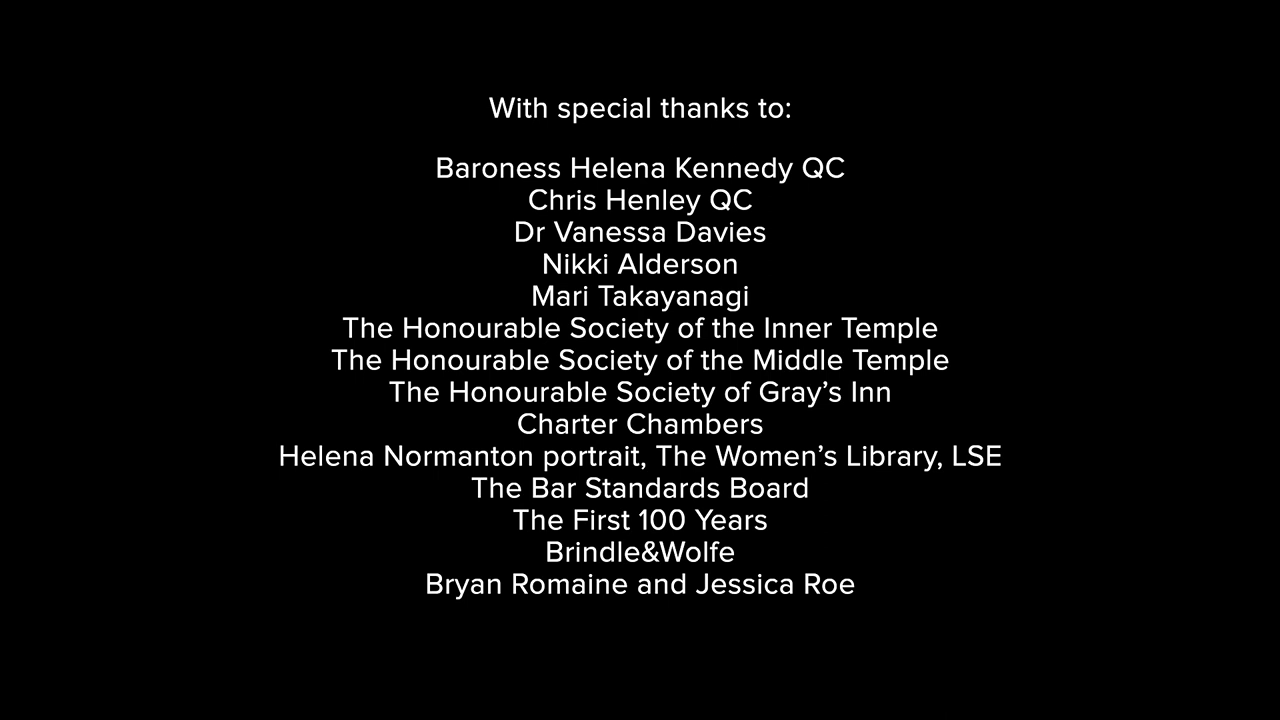 With special thanks to:
Baroness Helena Kennedy QC
Chris Henley QC
Dr Vanessa Davies
Nikki Alderson
Mari Takayanagi
The Honourable Society of the Inner Temple
The Honourable Society of the Middle Temple
The Honourable Society of Gray’s Inn
Charter Chambers
Helena Normanton portrait, The Women’s Library, LSE
The Bar Standards Board
The First 100 Years
Brindle&Wolfe
Bryan Romaine and Jessica Roe